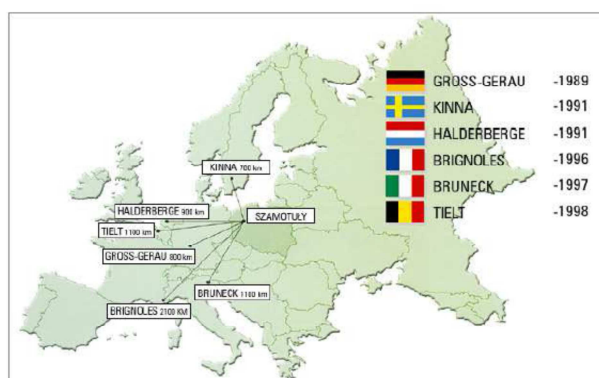 GROSS-GERAU -1989
KINNA -1991
HALDERBERGE -1991
BRIGNOLES -1996
BRUNECK -1997
TIELT -1998
KINNA 700 km
HALDERBERGE 900 km
SZAMOTUŁY
TIELT 1100 km
GROSS-GERAU 800 km
BRUNECK 1100 km
BRIGNOLES 2100 KM